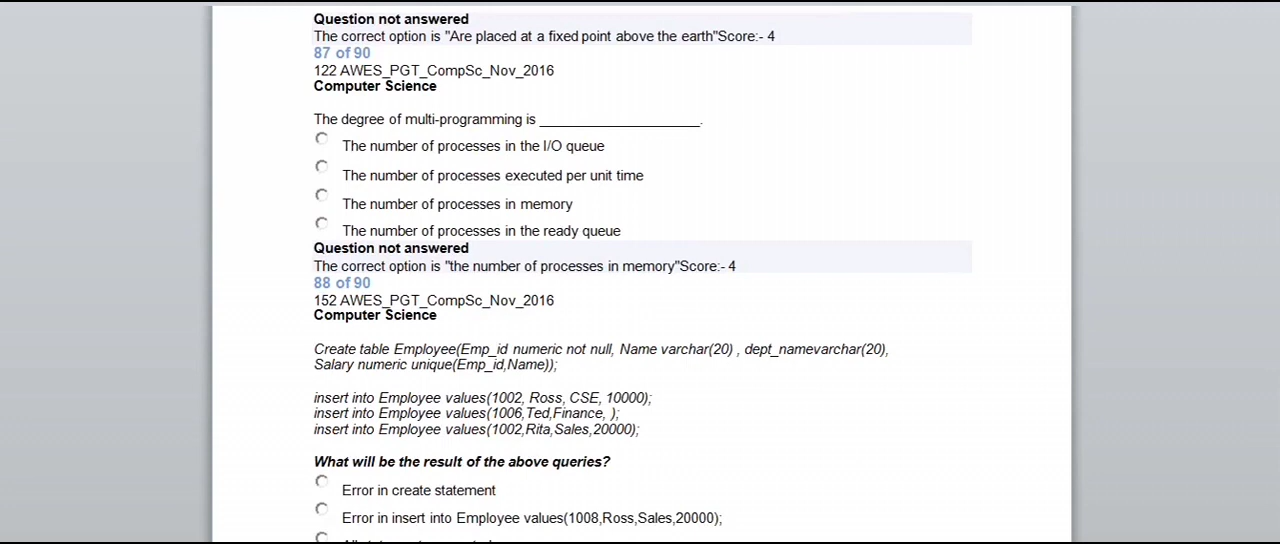 Question not answered
The correct option is "Are placed at a fixed point above the earth"Score:- 4
87 of 90
122 AWES_PGT_CompSc_Nov_2016
Computer Science
The degree of multi-programming is _____________________.
The number of processes in the I/O queue
The number of processes executed per unit time
The number of processes in memory
The number of processes in the ready queue
Question not answered
The correct option is "the number of processes in memory"Score:- 4
88 of 90
152 AWES_PGT_CompSc_Nov_2016
Computer Science
Create table Employee(Emp_id numeric not null, Name varchar(20) , dept_namevarchar(20),
Salary numeric unique(Emp_id,Name));
insert into Employee values(1002, Ross, CSE, 10000);
insert into Employee values(1006,Ted,Finance, );
insert into Employee values(1002,Rita,Sales,20000);
What will be the result of the above queries?
Error in create statement
Error in insert into Employee values(1008,Ross,Sales,20000);